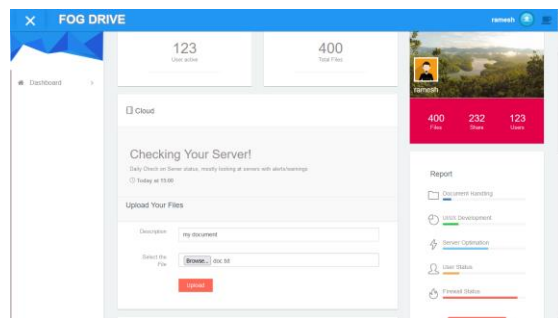 FOG DRIVE
ramesh
Dashboard
123
User active
400
Total Files
Cloud
Checking Your Server!
Daily Check on Server status, mostly looking at servers with alerts/warnings
Today at 15:00
Upload Your Files
Description
my document
Select the
File
Browse... doc.txt
Upload
ramesh
400
Files
232
Share
123
Users
Report
Document Handling
Development
Server Optimation
User Status
Firewall Status